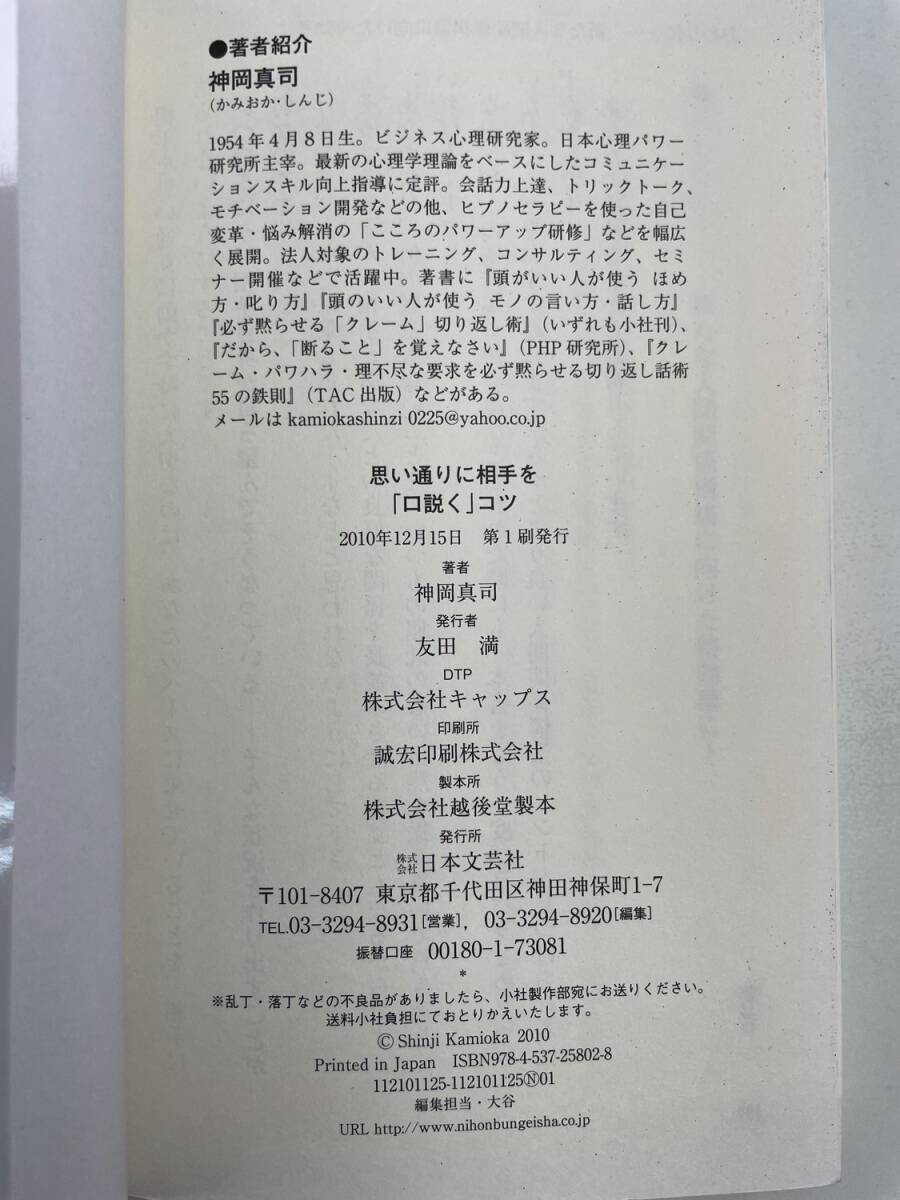 ●著者紹介
神岡真司
(かみおか・しんじ)
1954年4月8日生。ビジネス心理研究家。日本心理パワー
研究所主宰。最新の心理学理論をベースにしたコミュニケー
ションスキル向上指導に定評。会話力上達、トリックトーク、
モチベーション開発などの他、ヒプノセラピーを使った自己
変革・悩み解消の「こころのパワーアップ研修」などを幅広
く展開。法人対象のトレーニング、コンサルティング、セミ
ナー開催などで活躍中。著書に『頭がいい人が使う ほめ
方・叱り方』『頭のいい人が使う モノの言い方・話し方』
『必ず黙らせる「クレーム」切り返し術』(いずれも小社刊)、
『だから、「断ること」を覚えなさい』(PHP研究所)、『クレ
ーム・パワハラ・理不尽な要求を必ず黙らせる切り返し話術
55の鉄則』(TAC出版)などがある。
メールは kamiokashinzi 0225@yahoo.co.jp
思い通りに相手を
「口説く」コツ
2010年12月15日 第1刷発行
著者
神岡真司
発行者
友田 満
DTP
株式会社キャップス
印刷所
誠宏印刷株式会社
製本所
株式会社越後堂製本
発行所
株式会社日本文芸社
〒101-8407 東京都千代田区神田神保町1-7
TEL.03-3294-8931[営業], 03-3294-8920[編集]
振替口座 00180-1-73081
*
※乱丁・落丁などの不良品がありましたら、小社製作部宛にお送りください。
送料小社負担にておとりかえいたします。
© Shinji Kamioka 2010
Printed in Japan ISBN978-4-537-25802-8
112101125-112101125Ⓝ01
編集担当・大谷
URL http://www.nihonbungeisha.co.jp